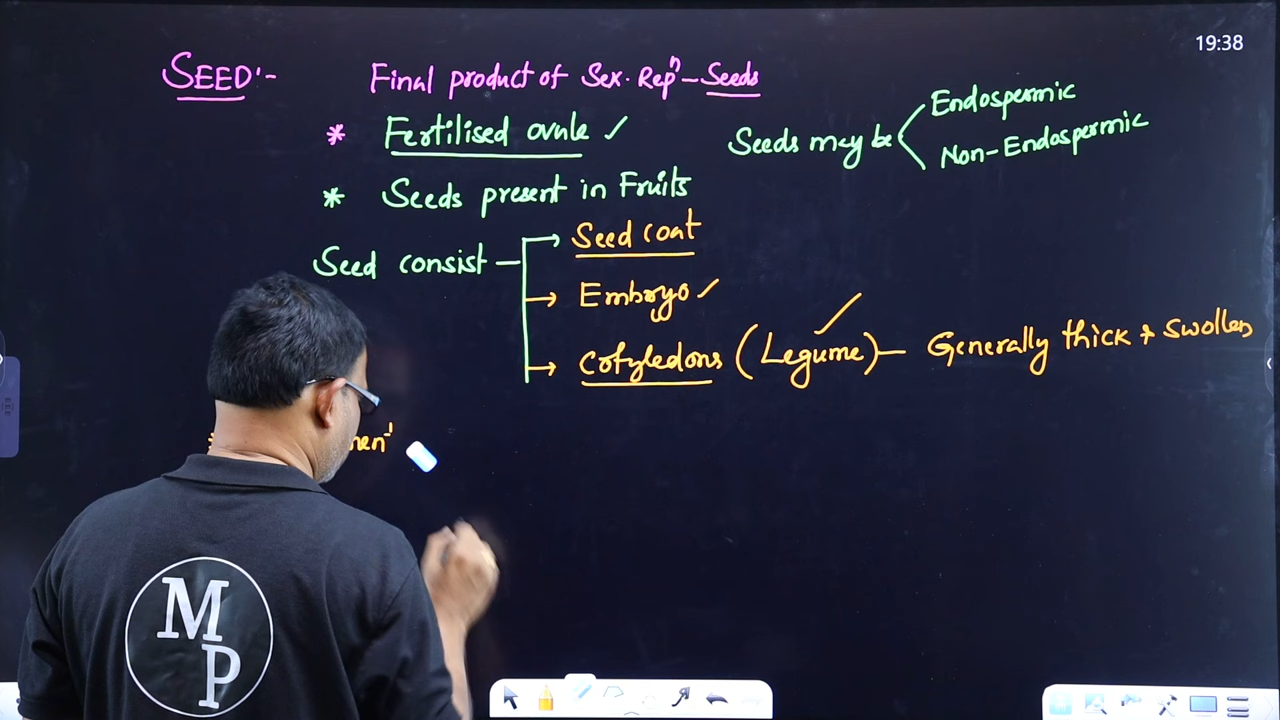 19:38
SEED:-
Final product of Sex. Repⁿ - Seeds
* Fertilised ovule ✓
Seeds may be
Endospermic
Non-Endospermic
* Seeds present in Fruits
Seed consist
Seed coat
Embryo ✓
Cotyledons (Legume) - Generally thick & swollen
M
P